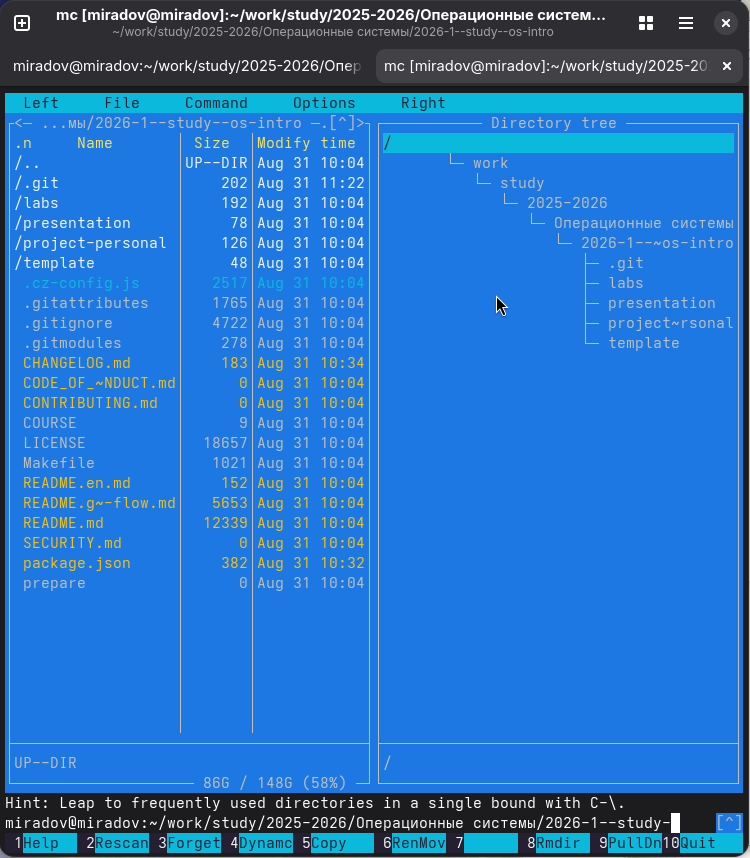 mc [miradov@miradov]:~/work/study/2025-2026/Операционные систем…
~/work/study/2025-2026/Операционные системы/2026-1--study--os-intro
miradov@miradov:~/work/study/2025-2026/Опер
mc [miradov@miradov]:~/work/study/2025-20
Left File Command Options Right
<─ ...мы/2026-1--study--os-intro ─.[^]>
Directory tree
.n Name Size Modify time
/.. UP--DIR Aug 31 10:04
/.git 202 Aug 31 11:22
/labs 192 Aug 31 10:04
/presentation 78 Aug 31 10:04
/project-personal 126 Aug 31 10:04
/template 48 Aug 31 10:04
.cz-config.js 2517 Aug 31 10:04
.gitattributes 1765 Aug 31 10:04
.gitignore 4722 Aug 31 10:04
.gitmodules 278 Aug 31 10:04
CHANGELOG.md 183 Aug 31 10:34
CODE_OF_~NDUCT.md 0 Aug 31 10:04
CONTRIBUTING.md 0 Aug 31 10:04
COURSE 9 Aug 31 10:04
LICENSE 18657 Aug 31 10:04
Makefile 1021 Aug 31 10:04
README.en.md 152 Aug 31 10:04
README.g~-flow.md 5653 Aug 31 10:04
README.md 12339 Aug 31 10:04
SECURITY.md 0 Aug 31 10:04
package.json 382 Aug 31 10:32
prepare 0 Aug 31 10:04
UP--DIR
86G / 148G (58%)
/
work
study
2025-2026
Операционные системы
2026-1--~os-intro
.git
labs
presentation
project~rsonal
template
/
Hint: Leap to frequently used directories in a single bound with C-\.
miradov@miradov:~/work/study/2025-2026/Операционные системы/2026-1--study- [^]
1Help 2Rescan 3Forget 4Dynamc 5Copy 6RenMov 7 8Rmdir 9PullDn 10Quit